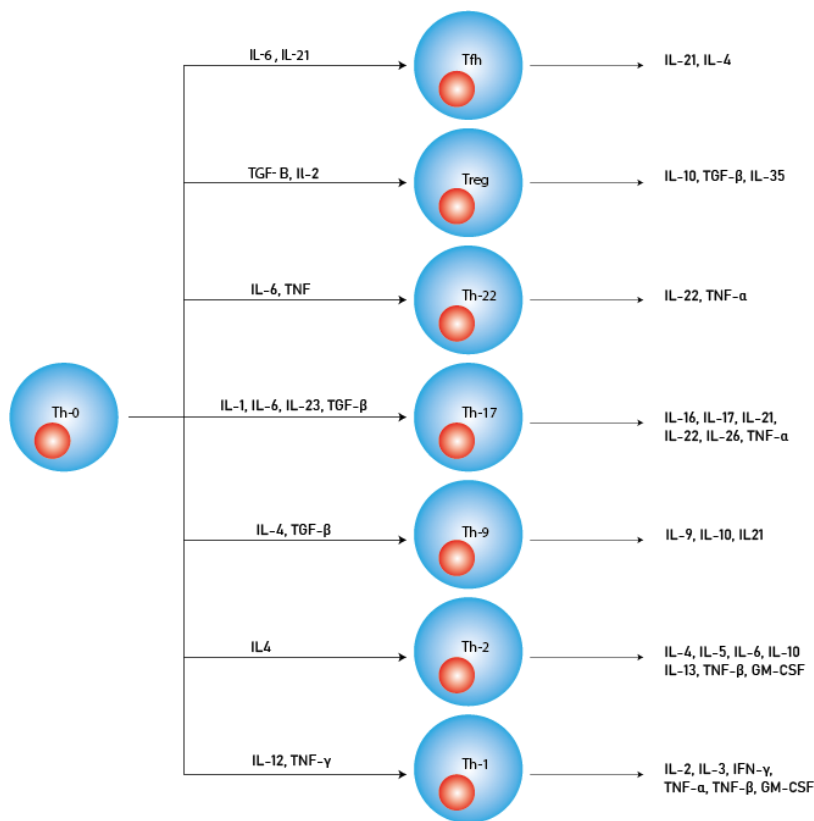 IL-6 , IL-21
Tfh
IL-21, IL-4
TGF- B, Il-2
Treg
IL-10, TGF-β, IL-35
IL-6, TNF
Th-22
IL-22, TNF-α
Th-0
IL-1, IL-6, IL-23, TGF-β
Th-17
IL-16, IL-17, IL-21,
IL-22, IL-26, TNF-α
IL-4, TGF-β
Th-9
IL-9, IL-10, IL21
IL4
Th-2
IL-4, IL-5, IL-6, IL-10
IL-13, TNF-β, GM-CSF
IL-12, TNF-γ
Th-1
IL-2, IL-3, IFN-γ,
TNF-α, TNF-β, GM-CSF